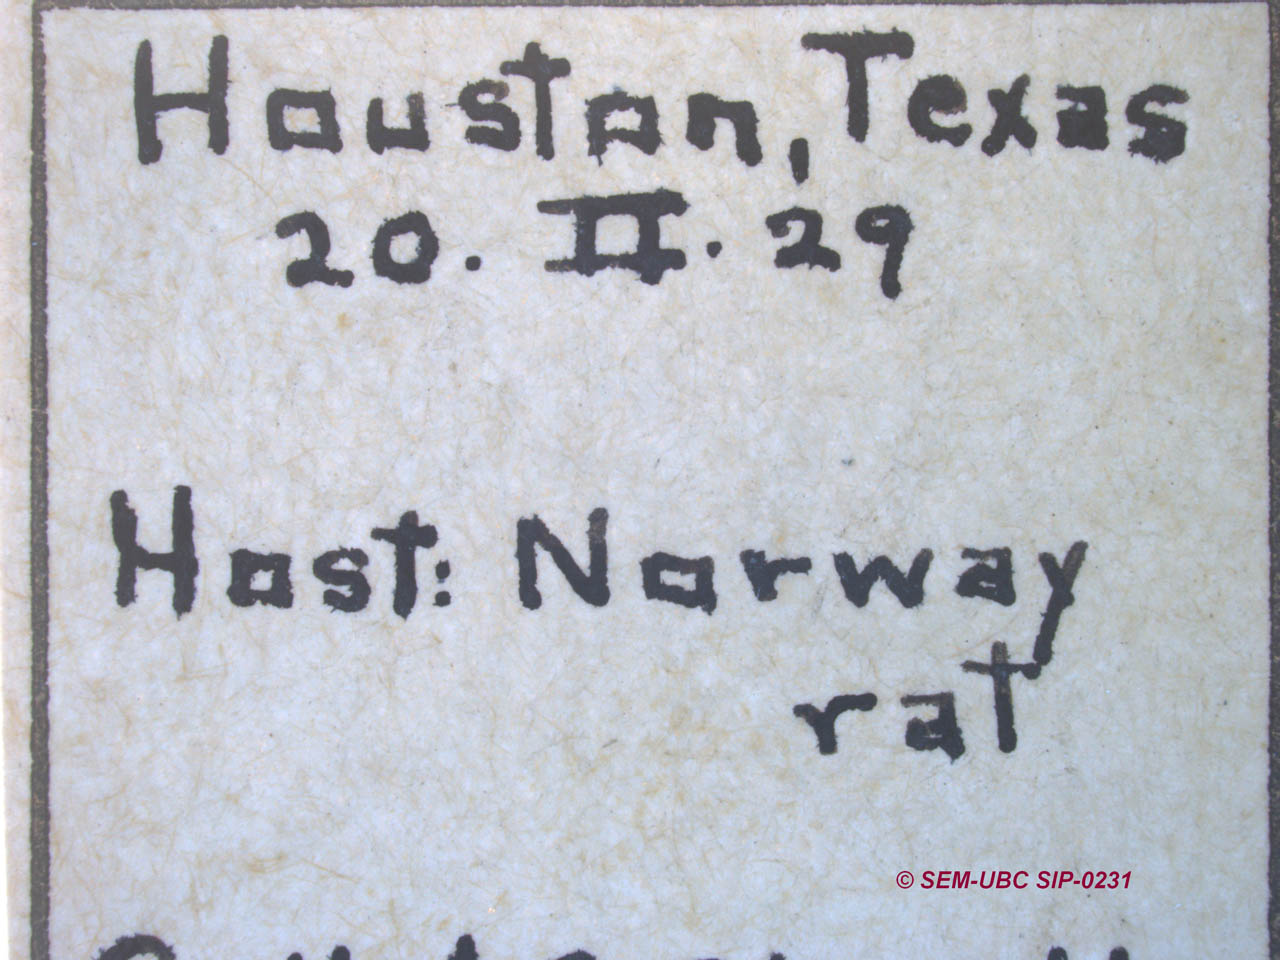 Houston, Texas
20. II. 29
Host: Norway
rat
© SEM-UBC SIP-0231